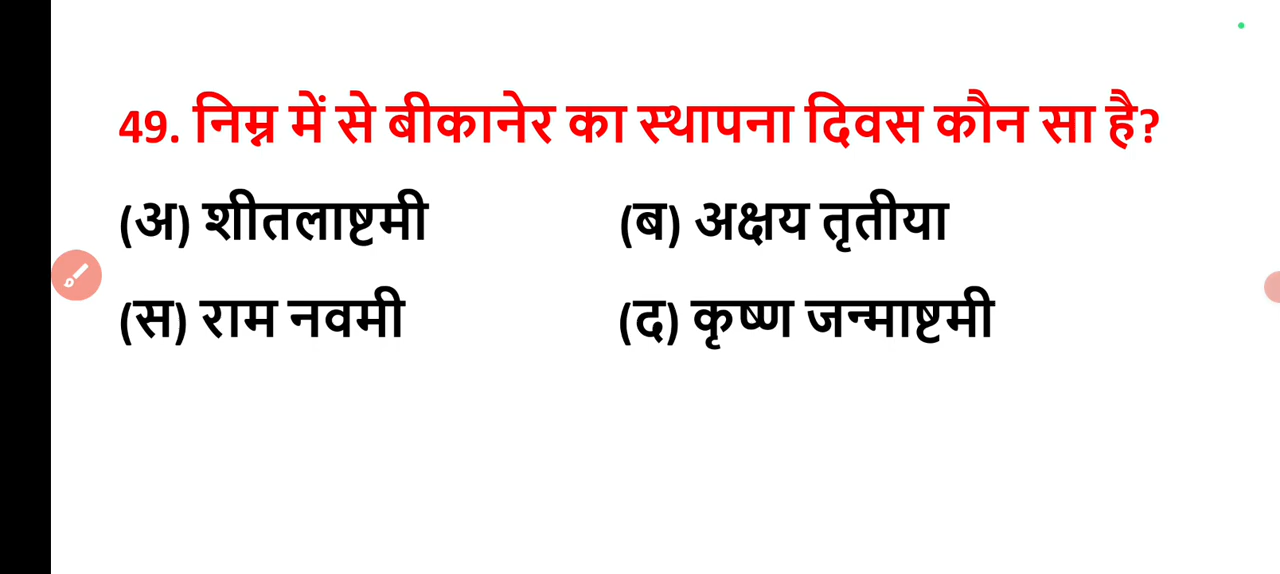 49. निम्न में से बीकानेर का स्थापना दिवस कौन सा है?
(अ) शीतलाष्टमी (ब) अक्षय तृतीया
(स) राम नवमी (द) कृष्ण जन्माष्टमी